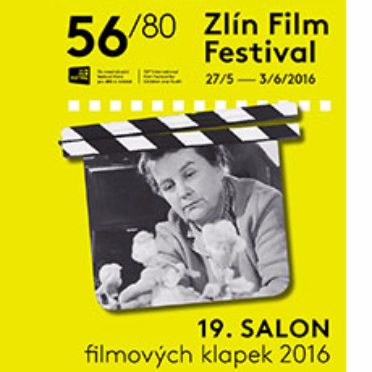 56/80
Zlín Film
Festival
27/5 — 3/6/2016
19. SALON
filmových klapek 2016